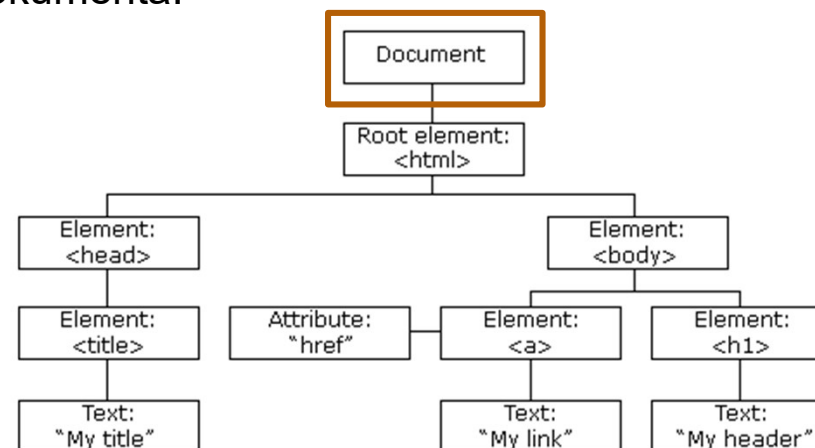 Document
Root element:
<html>
Element:
<head>
Element:
<body>
Element:
<title>
Attribute:
"href"
Element:
<a>
Element:
<h1>
Text:
"My title"
Text:
"My link"
Text:
"My header"